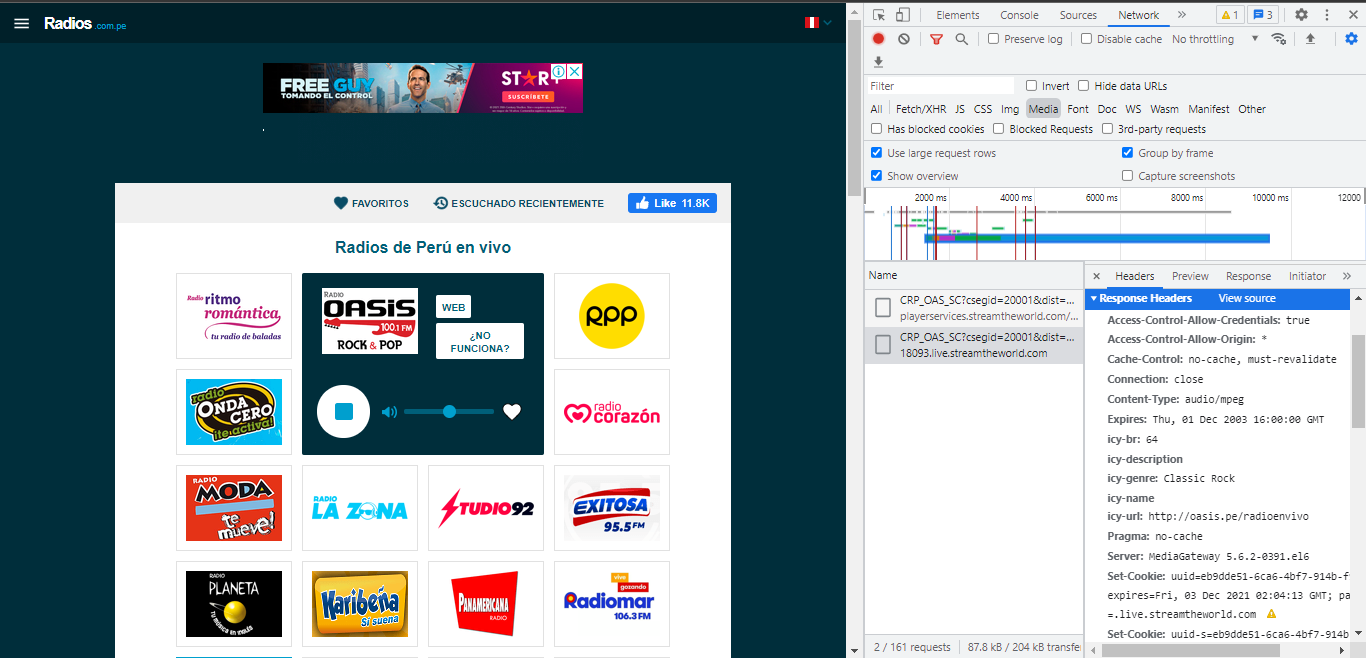 Radios .com.pe
FREE GUY
TOMANDO EL CONTROL
STAR+
SUSCRÍBETE
FAVORITOS
ESCUCHADO RECIENTEMENTE
Like 11.8K
Radios de Perú en vivo
Radio ritmo
romántica
tu radio de baladas
RADIO
OASIS
100.1 FM
ROCK & POP
WEB
¿NO
FUNCIONA?
RPP
radio
ONDA
CERO
¡te activa!
radio
corazón
RADIO
MODA
te
mueve!
RADIO
LA ZONA
STUDIO92
EXITOSA
95.5 FM
RADIO
PLANETA
TU MÚSICA EN INGLÉS
Karibeña
Sí suena
PANAMERICANA
RADIO
vive
gozando
Radiomar
106.3 FM
Elements Console Sources Network
1
3
Preserve log Disable cache No throttling
Filter
Invert Hide data URLs
All Fetch/XHR JS CSS Img Media Font Doc WS Wasm Manifest Other
Has blocked cookies Blocked Requests 3rd-party requests
Use large request rows Group by frame
Show overview Capture screenshots
2000 ms 4000 ms 6000 ms 8000 ms 10000 ms 12000
Name
CRP_OAS_SC?csegid=20001&dist=...
playerservices.streamtheworld.com/...
CRP_OAS_SC?csegid=20001&dist=...
18093.live.streamtheworld.com
2 / 161 requests 87.8 kB / 204 kB transfe
Headers Preview Response Initiator
Response Headers View source
Access-Control-Allow-Credentials: true
Access-Control-Allow-Origin: *
Cache-Control: no-cache, must-revalidate
Connection: close
Content-Type: audio/mpeg
Expires: Thu, 01 Dec 2003 16:00:00 GMT
icy-br: 64
icy-description
icy-genre: Classic Rock
icy-name
icy-url: http://oasis.pe/radioenvivo
Pragma: no-cache
Server: MediaGateway 5.6.2-0391.el6
Set-Cookie: uuid=eb9dde51-6ca6-4bf7-914b-f
expires=Fri, 03 Dec 2021 02:04:13 GMT; pa
=.live.streamtheworld.com
Set-Cookie: uuid-s=eb9dde51-6ca6-4bf7-914b